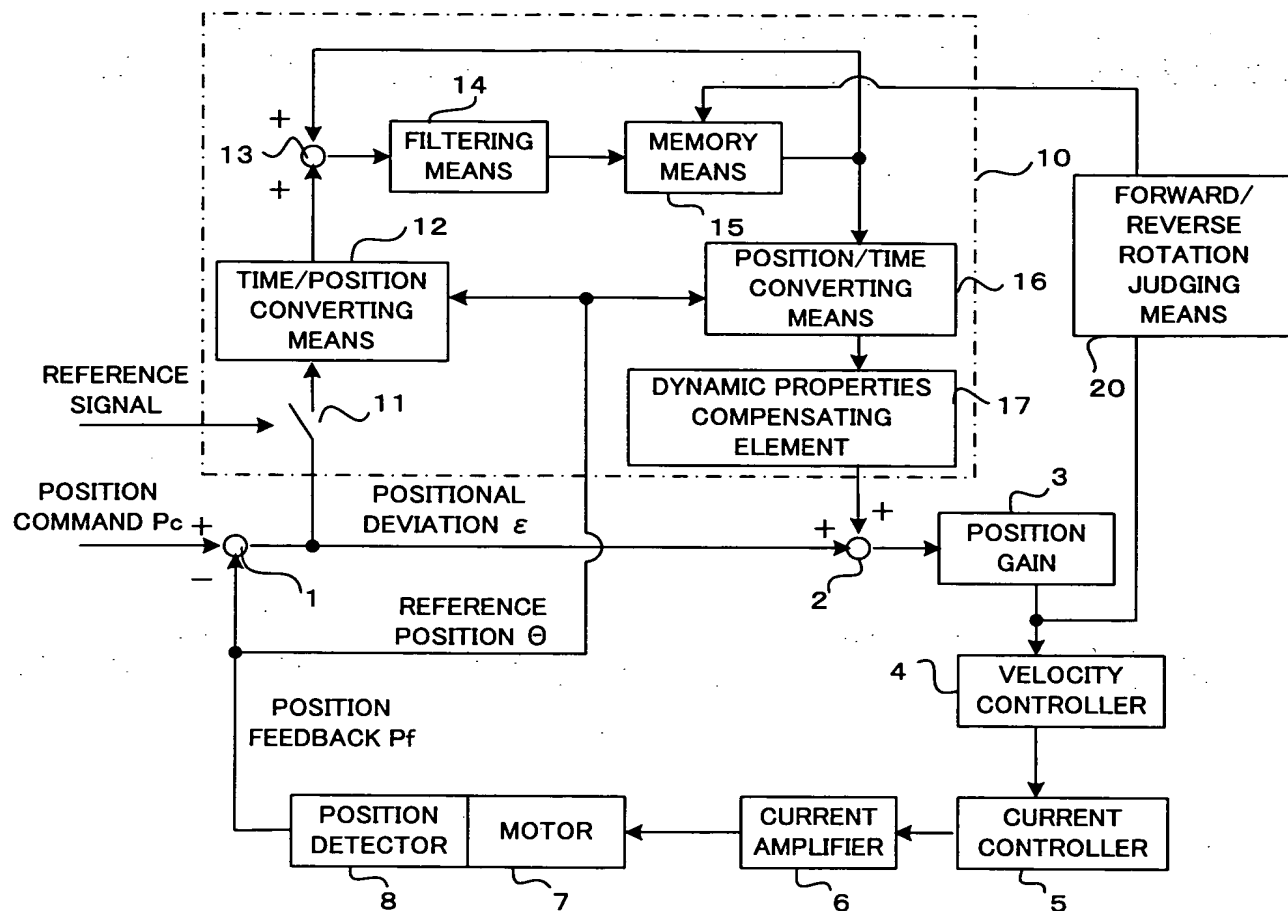 14
+
13
+
FILTERING
MEANS
MEMORY
MEANS
15
10
12
TIME/POSITION
CONVERTING
MEANS
POSITION/TIME
CONVERTING
MEANS
16
FORWARD/
REVERSE
ROTATION
JUDGING
MEANS
20
REFERENCE
SIGNAL
11
DYNAMIC PROPERTIES
COMPENSATING
ELEMENT
17
POSITION
COMMAND Pc
+
−
1
POSITIONAL
DEVIATION ε
+
+
2
3
POSITION
GAIN
REFERENCE
POSITION Θ
4
VELOCITY
CONTROLLER
POSITION
FEEDBACK Pf
POSITION
DETECTOR
8
MOTOR
7
CURRENT
AMPLIFIER
6
CURRENT
CONTROLLER
5